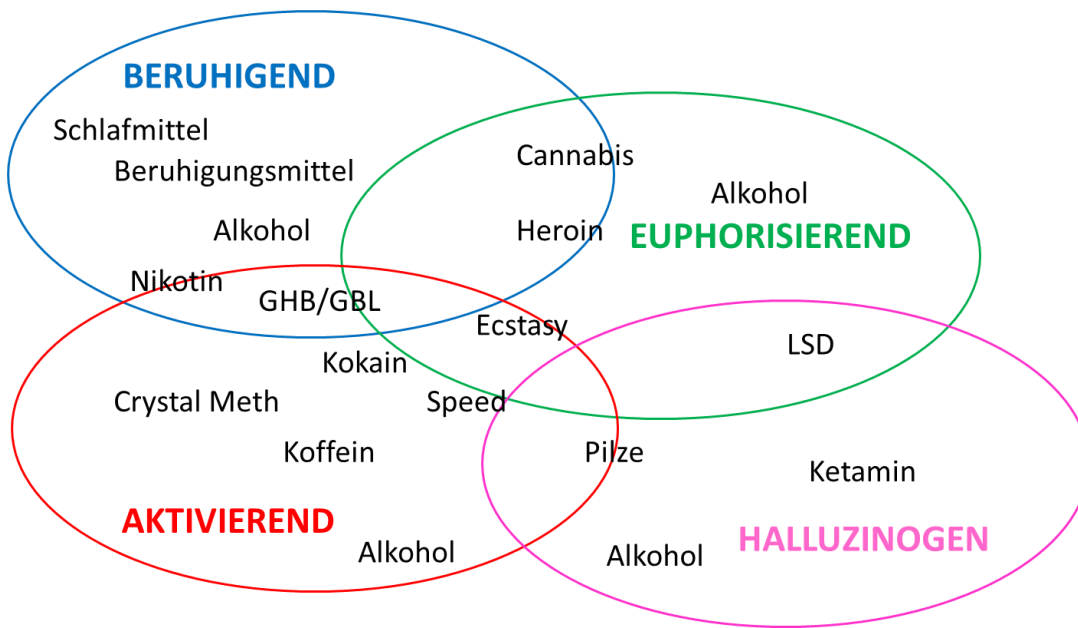 BERUHIGEND
Schlafmittel
Beruhigungsmittel
Alkohol
Nikotin
GHB/GBL
Cannabis
Heroin
Alkohol
EUPHORISIEREND
Ecstasy
LSD
Kokain
Crystal Meth
Speed
Koffein
Pilze
Ketamin
AKTIVIEREND
Alkohol
Alkohol
HALLUZINOGEN